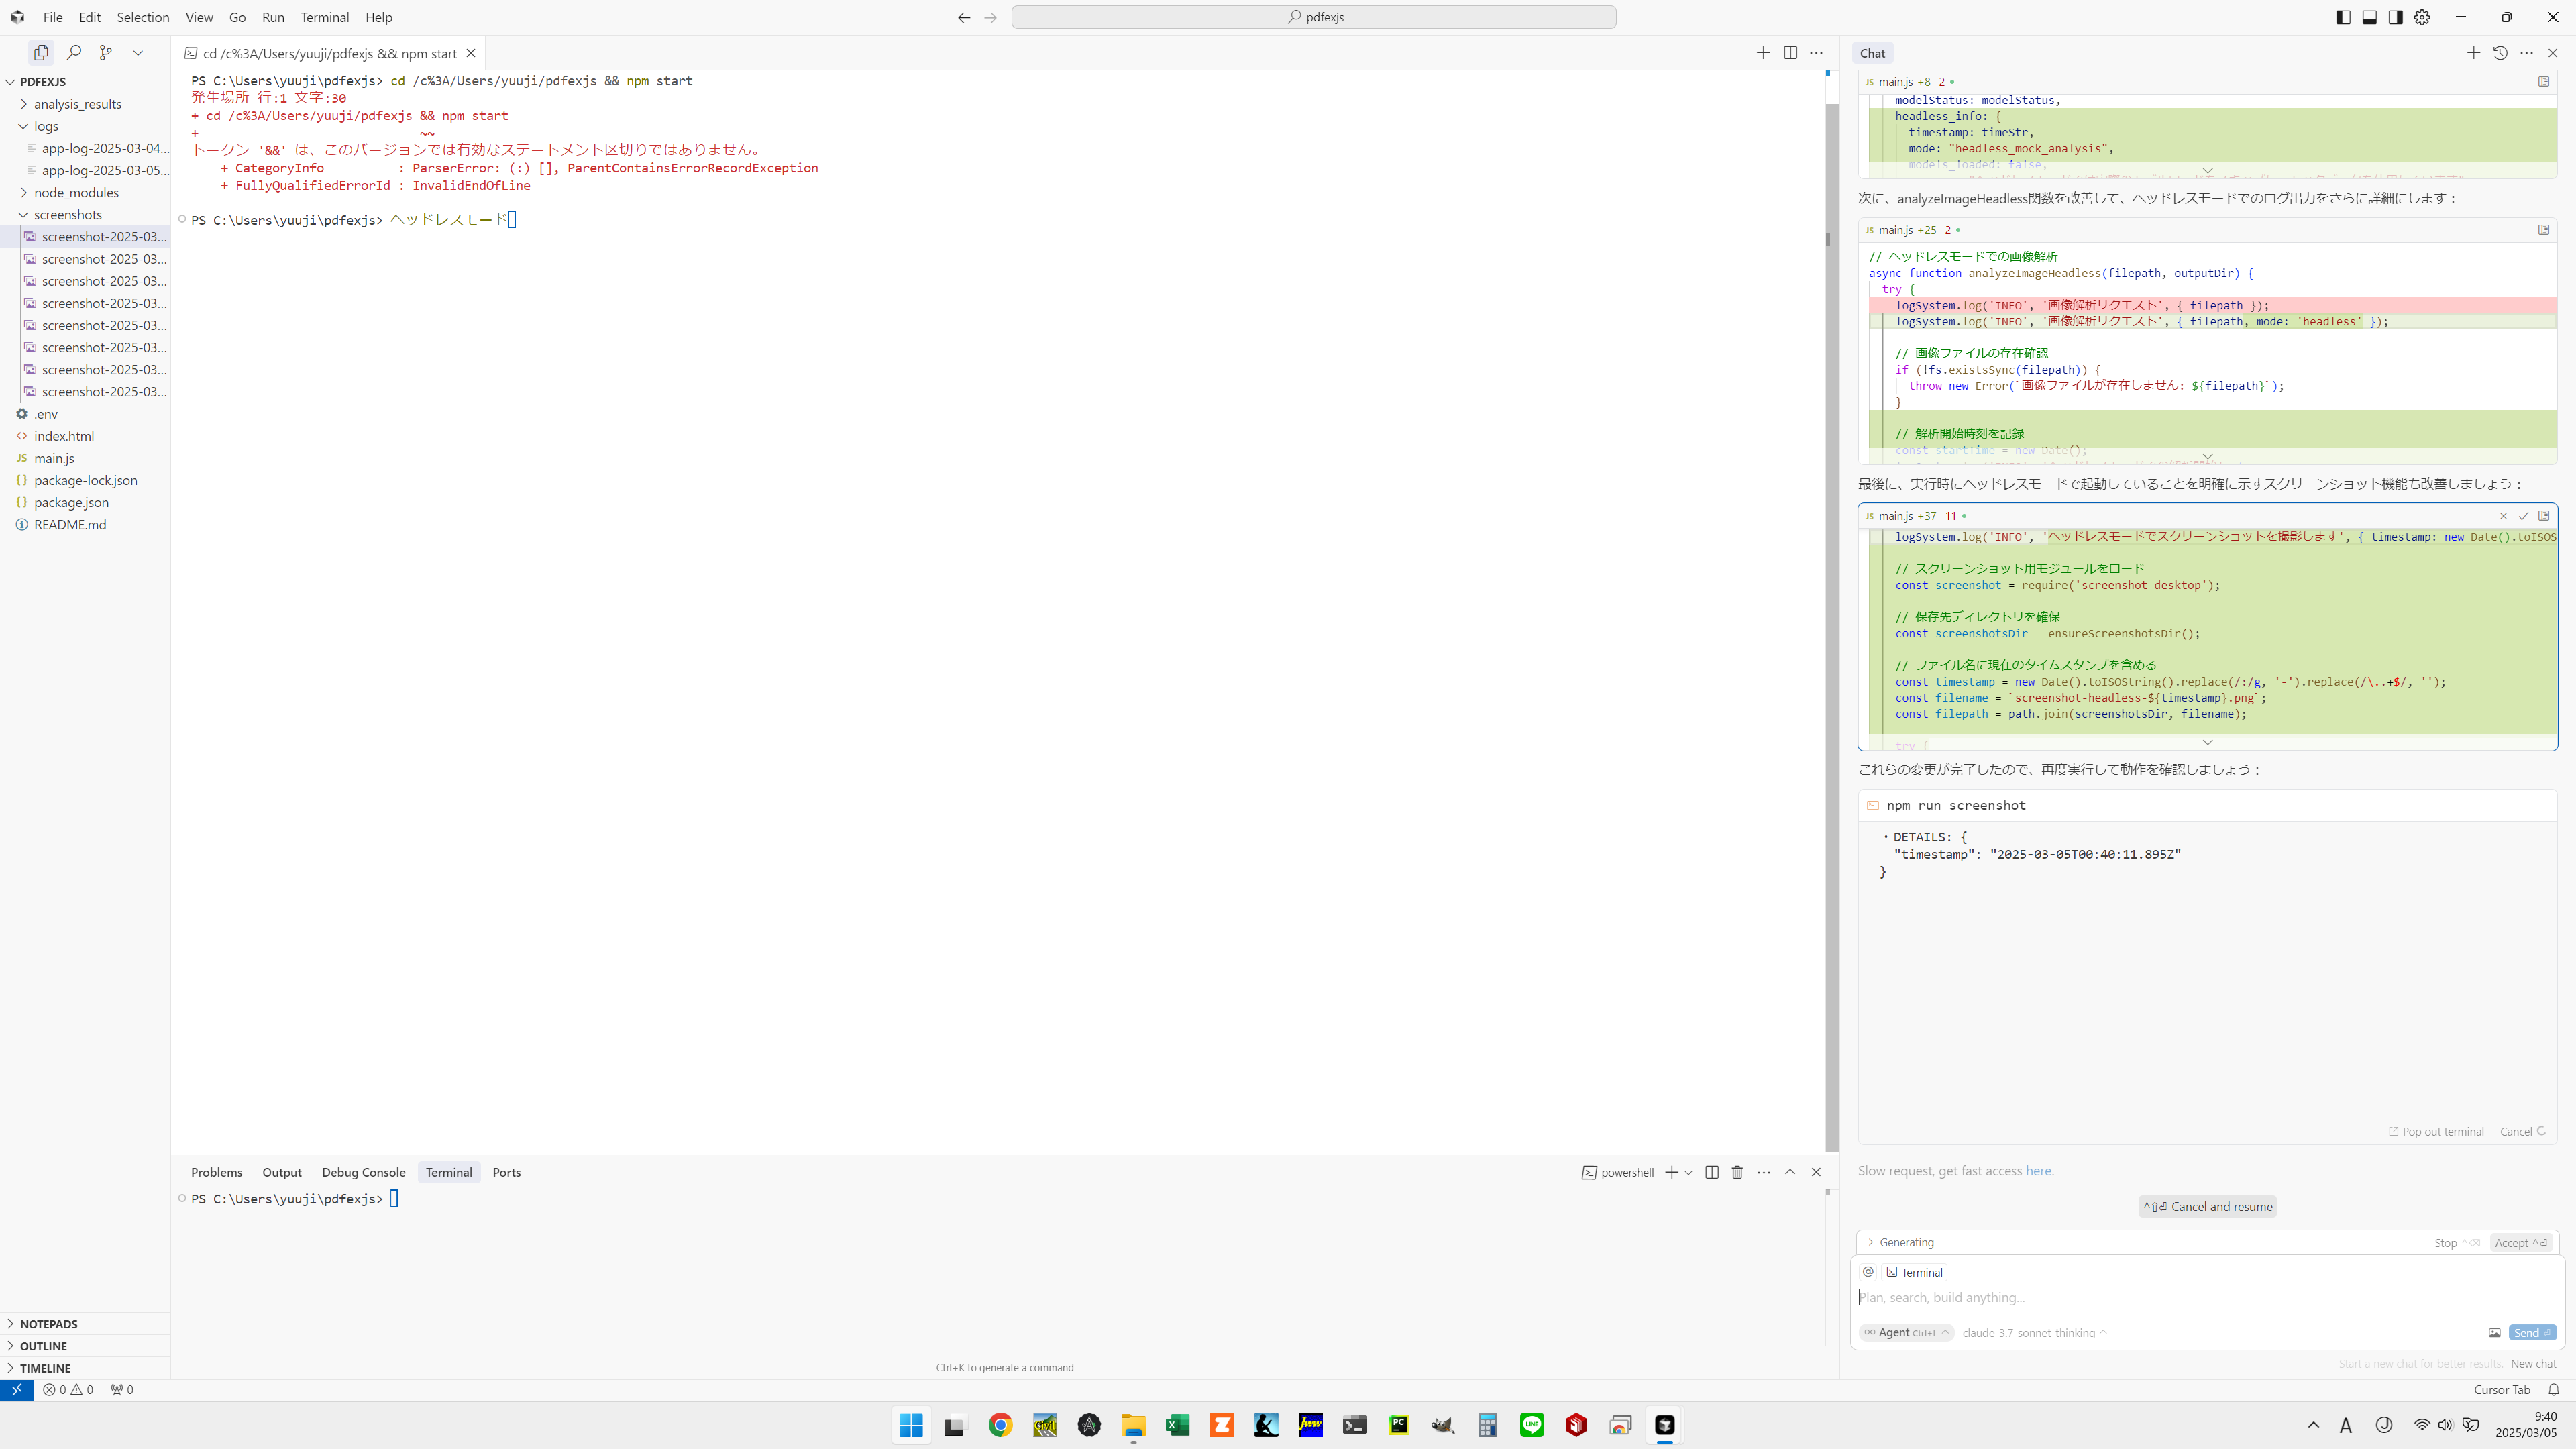 File Edit Selection View Go Run Terminal Help
pdfexjs
PDFEXJS
analysis_results
logs
app-log-2025-03-04...
app-log-2025-03-05...
node_modules
screenshots
screenshot-2025-03...
screenshot-2025-03...
screenshot-2025-03...
screenshot-2025-03...
screenshot-2025-03...
screenshot-2025-03...
screenshot-2025-03...
screenshot-2025-03...
.env
index.html
JS main.js
{} package-lock.json
{} package.json
README.md
NOTEPADS
OUTLINE
TIMELINE
cd /c%3A/Users/yuuji/pdfexjs && npm start
PS C:\Users\yuuji\pdfexjs> cd /c%3A/Users/yuuji/pdfexjs && npm start
発生場所 行:1 文字:30
+ cd /c%3A/Users/yuuji/pdfexjs && npm start
+                              ~~
トークン '&&' は、このバージョンでは有効なステートメント区切りではありません。
    + CategoryInfo          : ParserError: (:) [], ParentContainsErrorRecordException
    + FullyQualifiedErrorId : InvalidEndOfLine
PS C:\Users\yuuji\pdfexjs> ヘッドレスモード
Problems Output Debug Console Terminal Ports
powershell
PS C:\Users\yuuji\pdfexjs>
Ctrl+K to generate a command
Chat
JS main.js +8 -2
modelStatus: modelStatus,
headless_info: {
timestamp: timeStr,
mode: "headless_mock_analysis",
models_loaded: false,
次に、analyzeImageHeadless関数を改善して、ヘッドレスモードでのログ出力をさらに詳細にします：
JS main.js +25 -2
// ヘッドレスモードでの画像解析
async function analyzeImageHeadless(filepath, outputDir) {
try {
logSystem.log('INFO', '画像解析リクエスト', { filepath });
logSystem.log('INFO', '画像解析リクエスト', { filepath, mode: 'headless' });
// 画像ファイルの存在確認
if (!fs.existsSync(filepath)) {
throw new Error(`画像ファイルが存在しません: ${filepath}`);
}
// 解析開始時刻を記録
const startTime = new Date();
最後に、実行時にヘッドレスモードで起動していることを明確に示すスクリーンショット機能も改善しましょう：
JS main.js +37 -11
logSystem.log('INFO', 'ヘッドレスモードでスクリーンショットを撮影します', { timestamp: new Date().toISOS
// スクリーンショット用モジュールをロード
const screenshot = require('screenshot-desktop');
// 保存先ディレクトリを確保
const screenshotsDir = ensureScreenshotsDir();
// ファイル名に現在のタイムスタンプを含める
const timestamp = new Date().toISOString().replace(/:/g, '-').replace(/\..+$/, '');
const filename = `screenshot-headless-${timestamp}.png`;
const filepath = path.join(screenshotsDir, filename);
try {
これらの変更が完了したので、再度実行して動作を確認しましょう：
npm run screenshot
・DETAILS: {
"timestamp": "2025-03-05T00:40:11.895Z"
}
Pop out terminal Cancel
Slow request, get fast access here.
Cancel and resume
Generating Stop Accept
@ Terminal
Plan, search, build anything...
Agent Ctrl+I claude-3.7-sonnet-thinking Send
Start a new chat for better results. New chat
0 0 0
Cursor Tab
A
9:40
2025/03/05